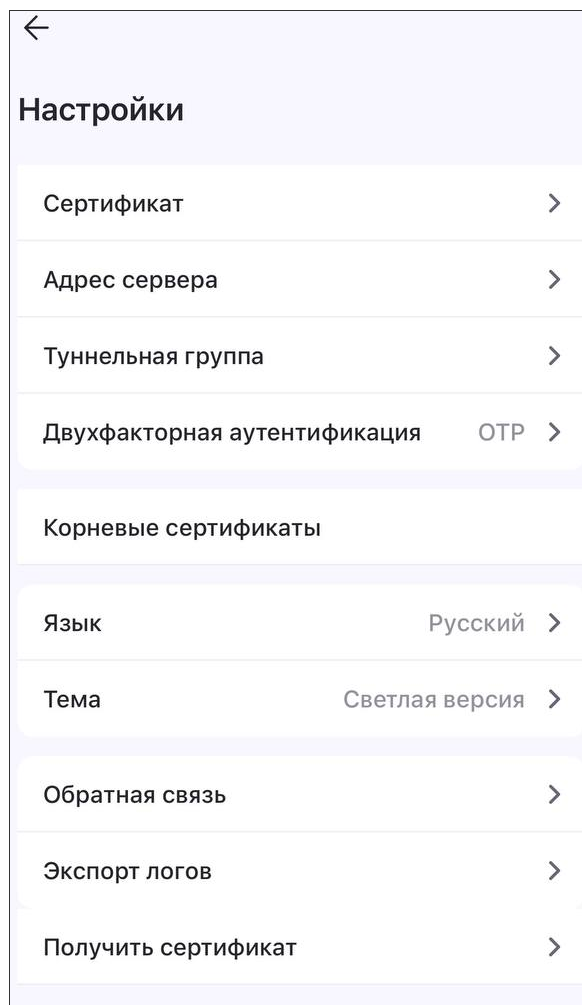 Настройки
Сертификат
Адрес сервера
Туннельная группа
Двухфакторная аутентификация OTP
Корневые сертификаты
Язык Русский
Тема Светлая версия
Обратная связь
Экспорт логов
Получить сертификат